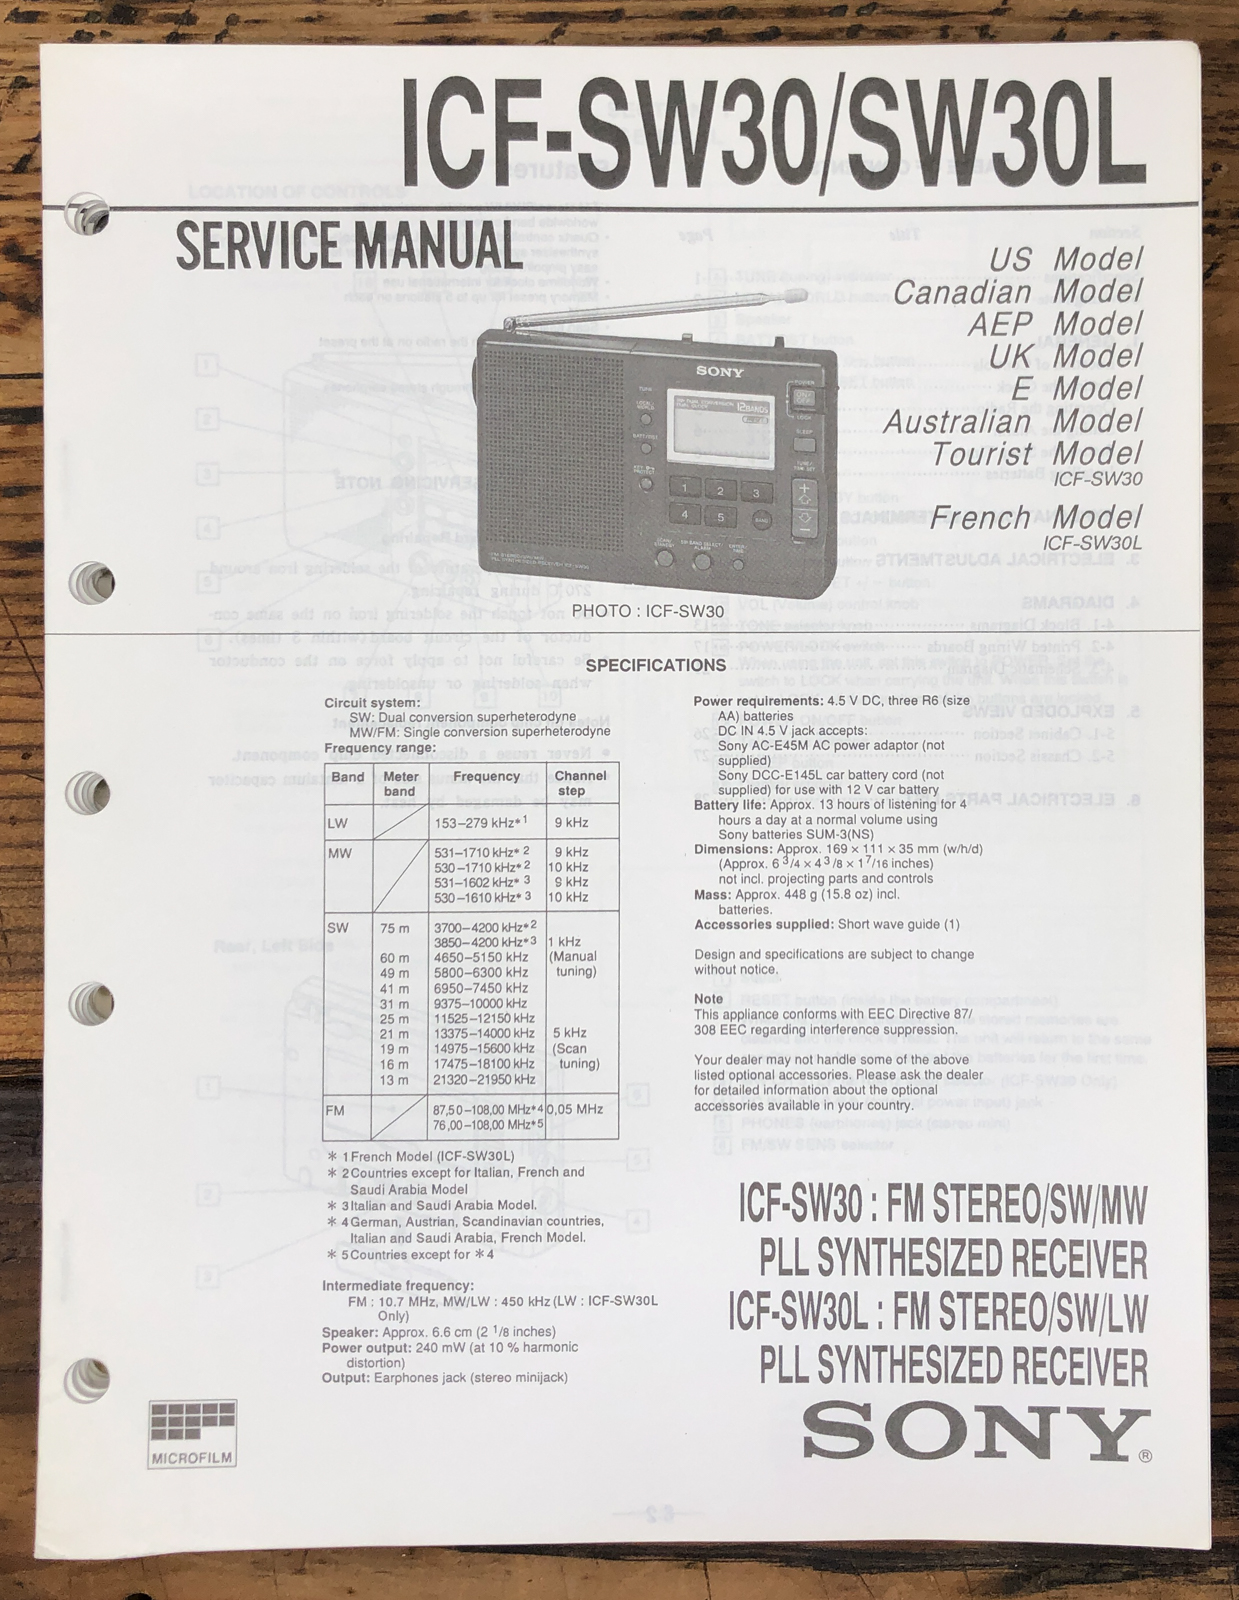 ICF-SW30/SW30L
SERVICE MANUAL
US Model
Canadian Model
AEP Model
UK Model
E Model
Australian Model
Tourist Model
ICF-SW30
French Model
ICF-SW30L
SONY
12BANDS
1 2 3
4 5
PHOTO : ICF-SW30
SPECIFICATIONS
Circuit system:
SW: Dual conversion superheterodyne
MW/FM: Single conversion superheterodyne
Frequency range:
Band Meter band Frequency Channel step
LW 153–279 kHz*1 9 kHz
MW 531–1710 kHz*2 9 kHz
530–1710 kHz*2 10 kHz
531–1602 kHz*3 9 kHz
530–1610 kHz*3 10 kHz
SW 75 m 3700–4200 kHz*2
3850–4200 kHz*3 1 kHz
60 m 4650–5150 kHz (Manual
49 m 5800–6300 kHz tuning)
41 m 6950–7450 kHz
31 m 9375–10000 kHz
25 m 11525–12150 kHz
21 m 13375–14000 kHz 5 kHz
19 m 14975–15600 kHz (Scan
16 m 17475–18100 kHz tuning)
13 m 21320–21950 kHz
FM 87,50–108,00 MHz*4 0,05 MHz
76,00–108,00 MHz*5
* 1 French Model (ICF-SW30L)
* 2 Countries except for Italian, French and
Saudi Arabia Model
* 3 Italian and Saudi Arabia Model.
* 4 German, Austrian, Scandinavian countries,
Italian and Saudi Arabia, French Model.
* 5 Countries except for * 4
Intermediate frequency:
FM : 10.7 MHz, MW/LW : 450 kHz (LW : ICF-SW30L
Only)
Speaker: Approx. 6.6 cm (2 1/8 inches)
Power output: 240 mW (at 10 % harmonic
distortion)
Output: Earphones jack (stereo minijack)
Power requirements: 4.5 V DC, three R6 (size
AA) batteries
DC IN 4.5 V jack accepts:
Sony AC-E45M AC power adaptor (not
supplied)
Sony DCC-E145L car battery cord (not
supplied) for use with 12 V car battery
Battery life: Approx. 13 hours of listening for 4
hours a day at a normal volume using
Sony batteries SUM-3(NS)
Dimensions: Approx. 169 × 111 × 35 mm (w/h/d)
(Approx. 6 3/4 × 4 3/8 × 1 7/16 inches)
not incl. projecting parts and controls
Mass: Approx. 448 g (15.8 oz) incl.
batteries.
Accessories supplied: Short wave guide (1)
Design and specifications are subject to change
without notice.
Note
This appliance conforms with EEC Directive 87/
308 EEC regarding interference suppression.
Your dealer may not handle some of the above
listed optional accessories. Please ask the dealer
for detailed information about the optional
accessories available in your country.
ICF-SW30 : FM STEREO/SW/MW
PLL SYNTHESIZED RECEIVER
ICF-SW30L : FM STEREO/SW/LW
PLL SYNTHESIZED RECEIVER
MICROFILM
SONY®